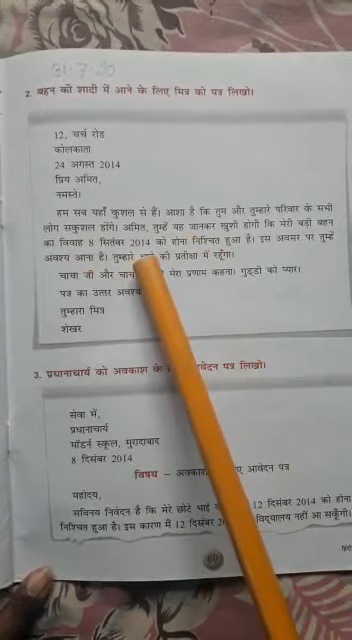 31-7-20
2. बहन की शादी में आने के लिए मित्र को पत्र लिखो।
12, चर्च रोड
कोलकाता
24 अगस्त 2014
प्रिय अमित,
नमस्ते।
हम सब यहाँ कुशल से हैं। आशा है कि तुम और तुम्हारे परिवार के सभी
लोग सकुशल होंगे। अमित, तुम्हें यह जानकर खुशी होगी कि मेरी बड़ी बहन
का विवाह 8 सितंबर 2014 को होना निश्चित हुआ है। इस अवसर पर तुम्हें
अवश्य आना है। तुम्हारे की प्रतीक्षा में रहूँगा।
चाचा जी और मेरा प्रणाम कहना। गुड्डी को प्यार।
पत्र का उत्तर
तुम्हारा मित्र
शेखर
3. प्रधानाचार्य को अवकाश के पत्र लिखो।
सेवा में,
प्रधानाचार्य
मॉडर्न स्कूल, मुरादाबाद
8 दिसंबर 2014
विषय – आवेदन पत्र
महोदय,
सविनय निवेदन है कि मेरे छोटे भाई 12 दिसंबर 2014 को होना
निश्चित हुआ है। इस कारण मैं 12 दिसंबर विद्यालय नहीं आ सकूँगी।